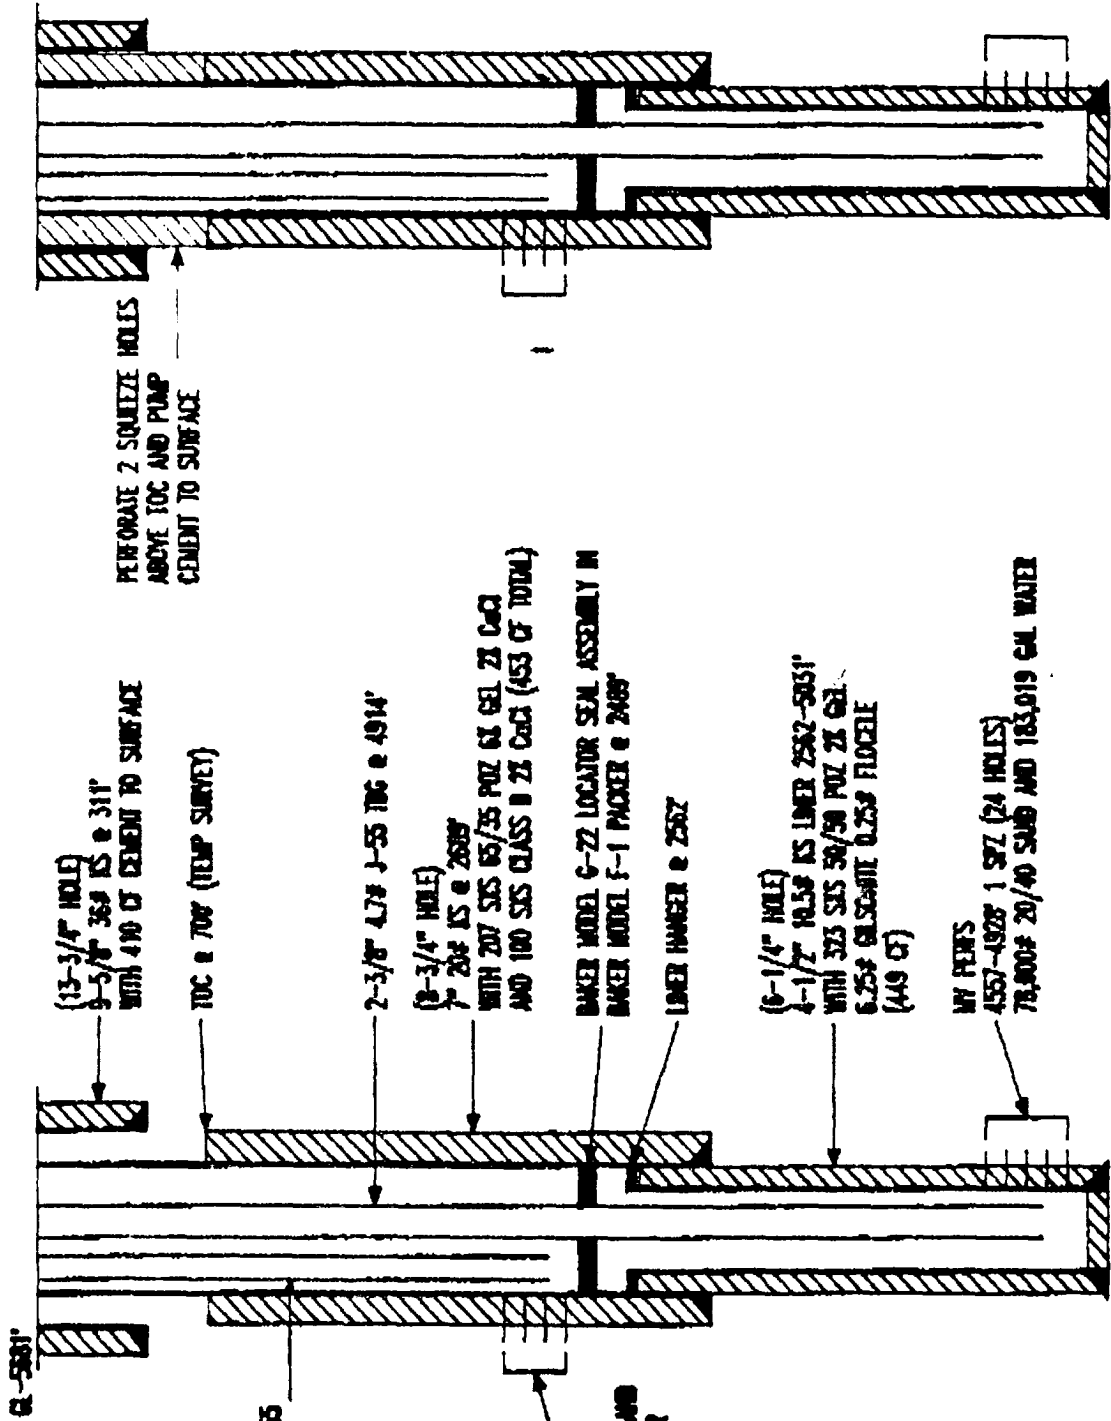 GL-5681'
(13-3/4" HOLE)
9-5/8" 36# KS @ 311'
WITH 410 CF CEMENT TO SURFACE
TOC @ 700' (TEMP SURVEY)
2-3/8" 4.7# J-55 TBG @ 4914'
(8-3/4" HOLE)
7" 20# KS @ 2689'
WITH 207 SXS 65/35 POZ 6% GEL 2% CaCl
AND 100 SXS CLASS B 2% CaCl (453 CF TOTAL)
BAKER MODEL G-22 LOCATOR SEAL ASSEMBLY IN
BAKER MODEL F-1 PACKER @ 2489'
LINER HANGER @ 2562'
(6-1/4" HOLE)
4-1/2" 10.5# KS LINER 2562-5031'
WITH 323 SXS 50/50 POZ 2% GEL
6.25# GILSONITE 0.25# FLOCELE
(449 CF)
MV PERFS
4557-4928' 1 SPZ (24 HOLES)
78,000# 20/40 SAND AND 183,019 GAL WATER
PERFORATE 2 SQUEEZE HOLES
ABOVE TOC AND PUMP
CEMENT TO SURFACE